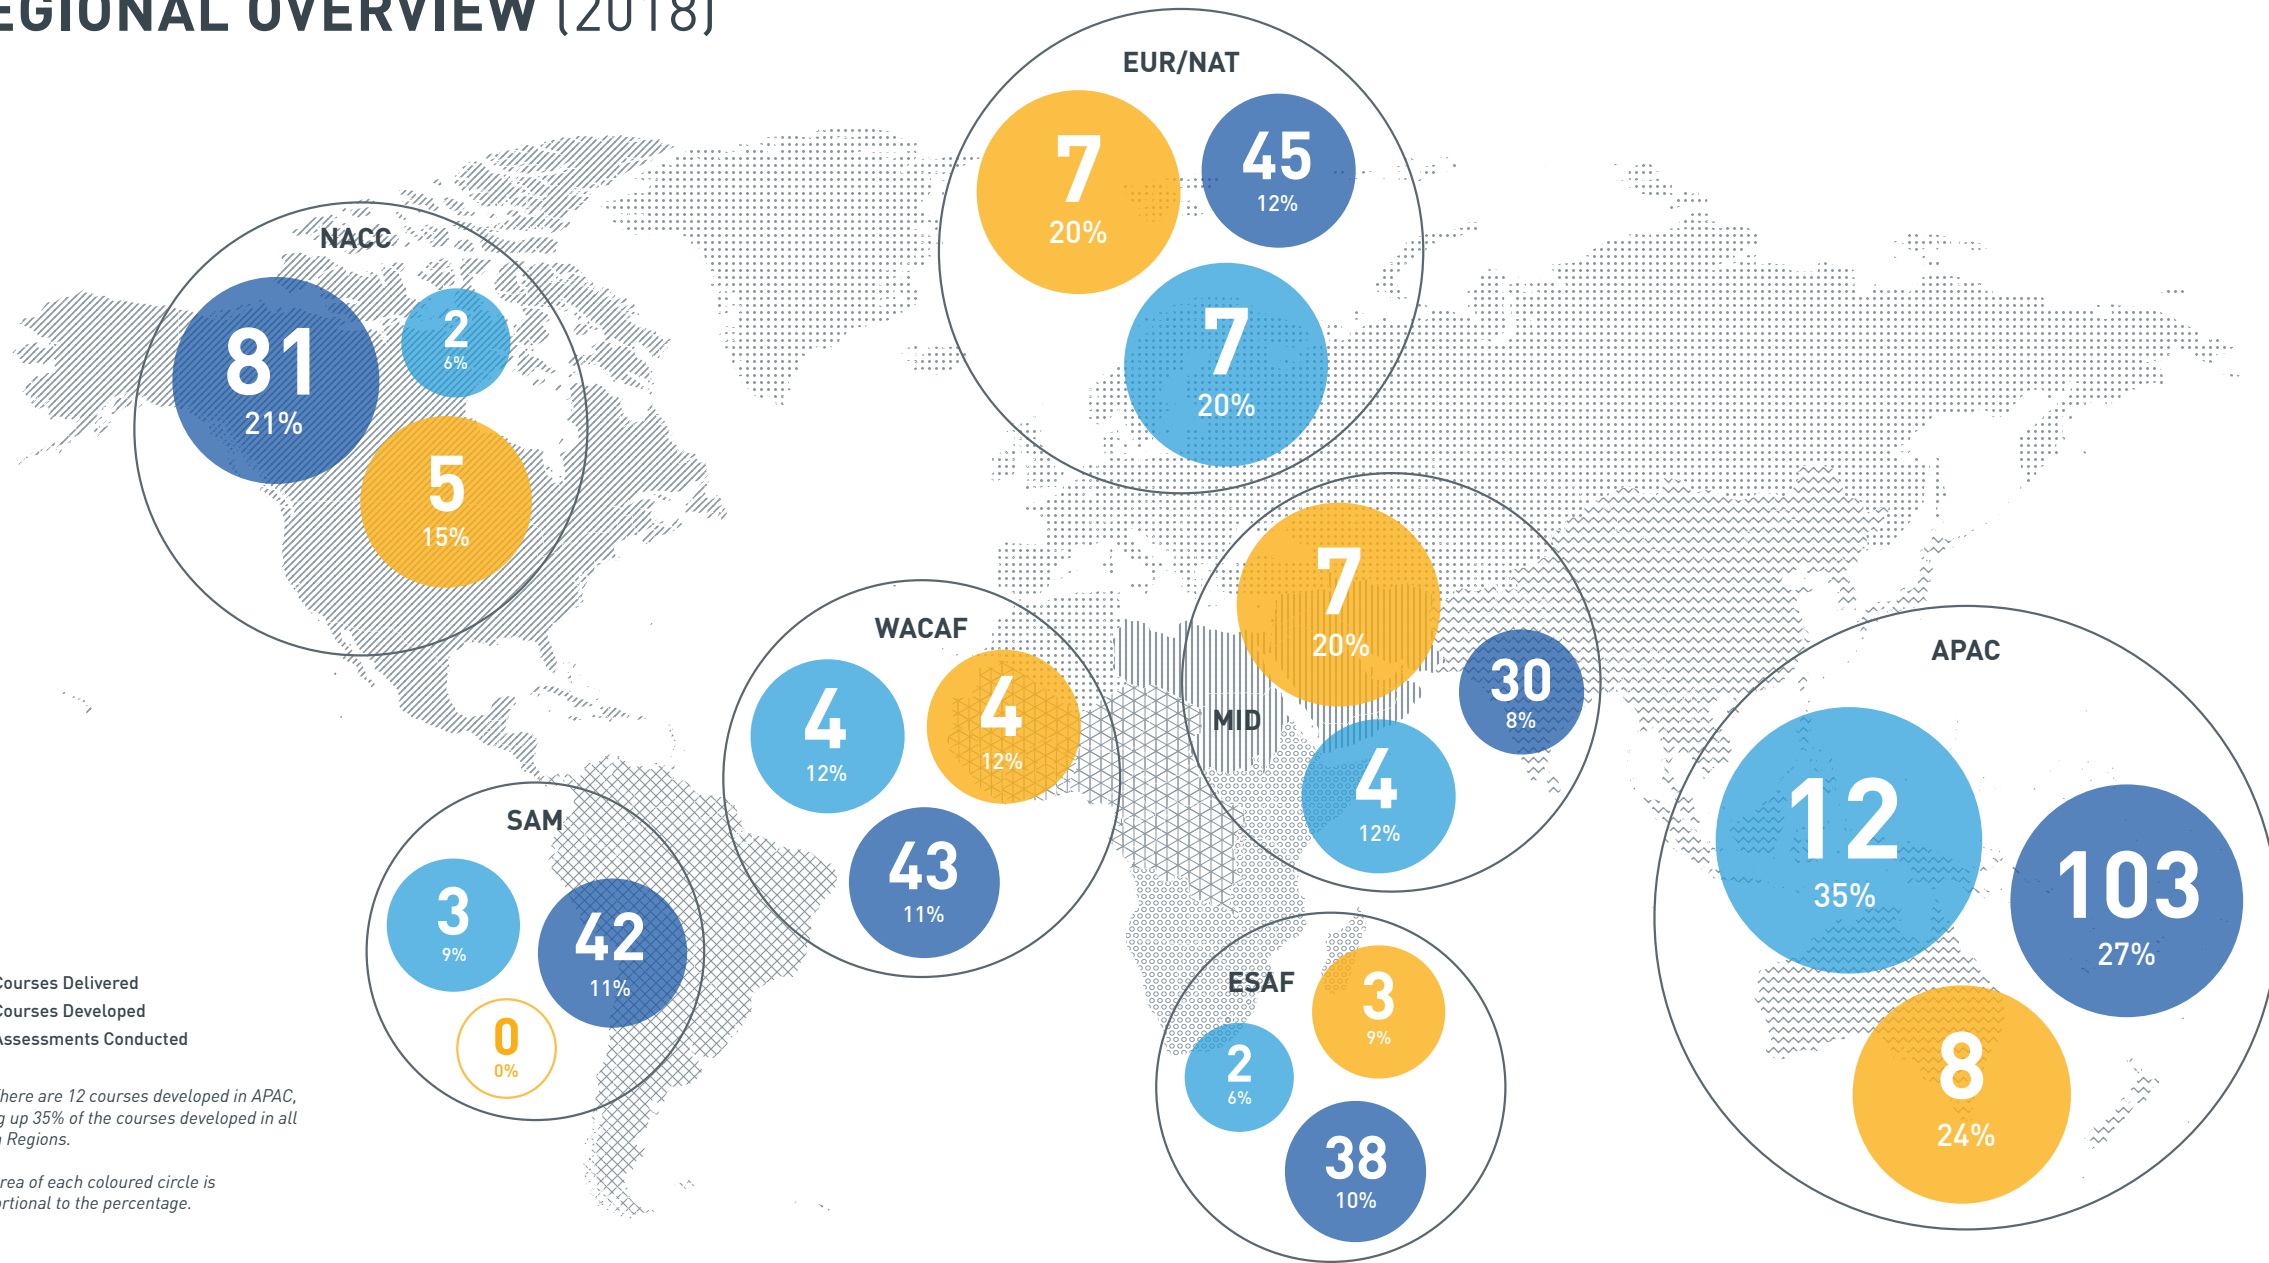 EGIONAL OVERVIEW (2018)
EUR/NAT
7
20%
45
12%
7
20%
NACC
81
21%
2
6%
5
15%
WACAF
4
12%
4
12%
43
11%
MID
7
20%
30
8%
4
12%
APAC
12
35%
103
27%
8
24%
SAM
3
9%
42
11%
0
0%
ESAF
3
9%
2
6%
38
10%
Courses Delivered
Courses Developed
Assessments Conducted
here are 12 courses developed in APAC,
g up 35% of the courses developed in all
Regions.
rea of each coloured circle is
ortional to the percentage.